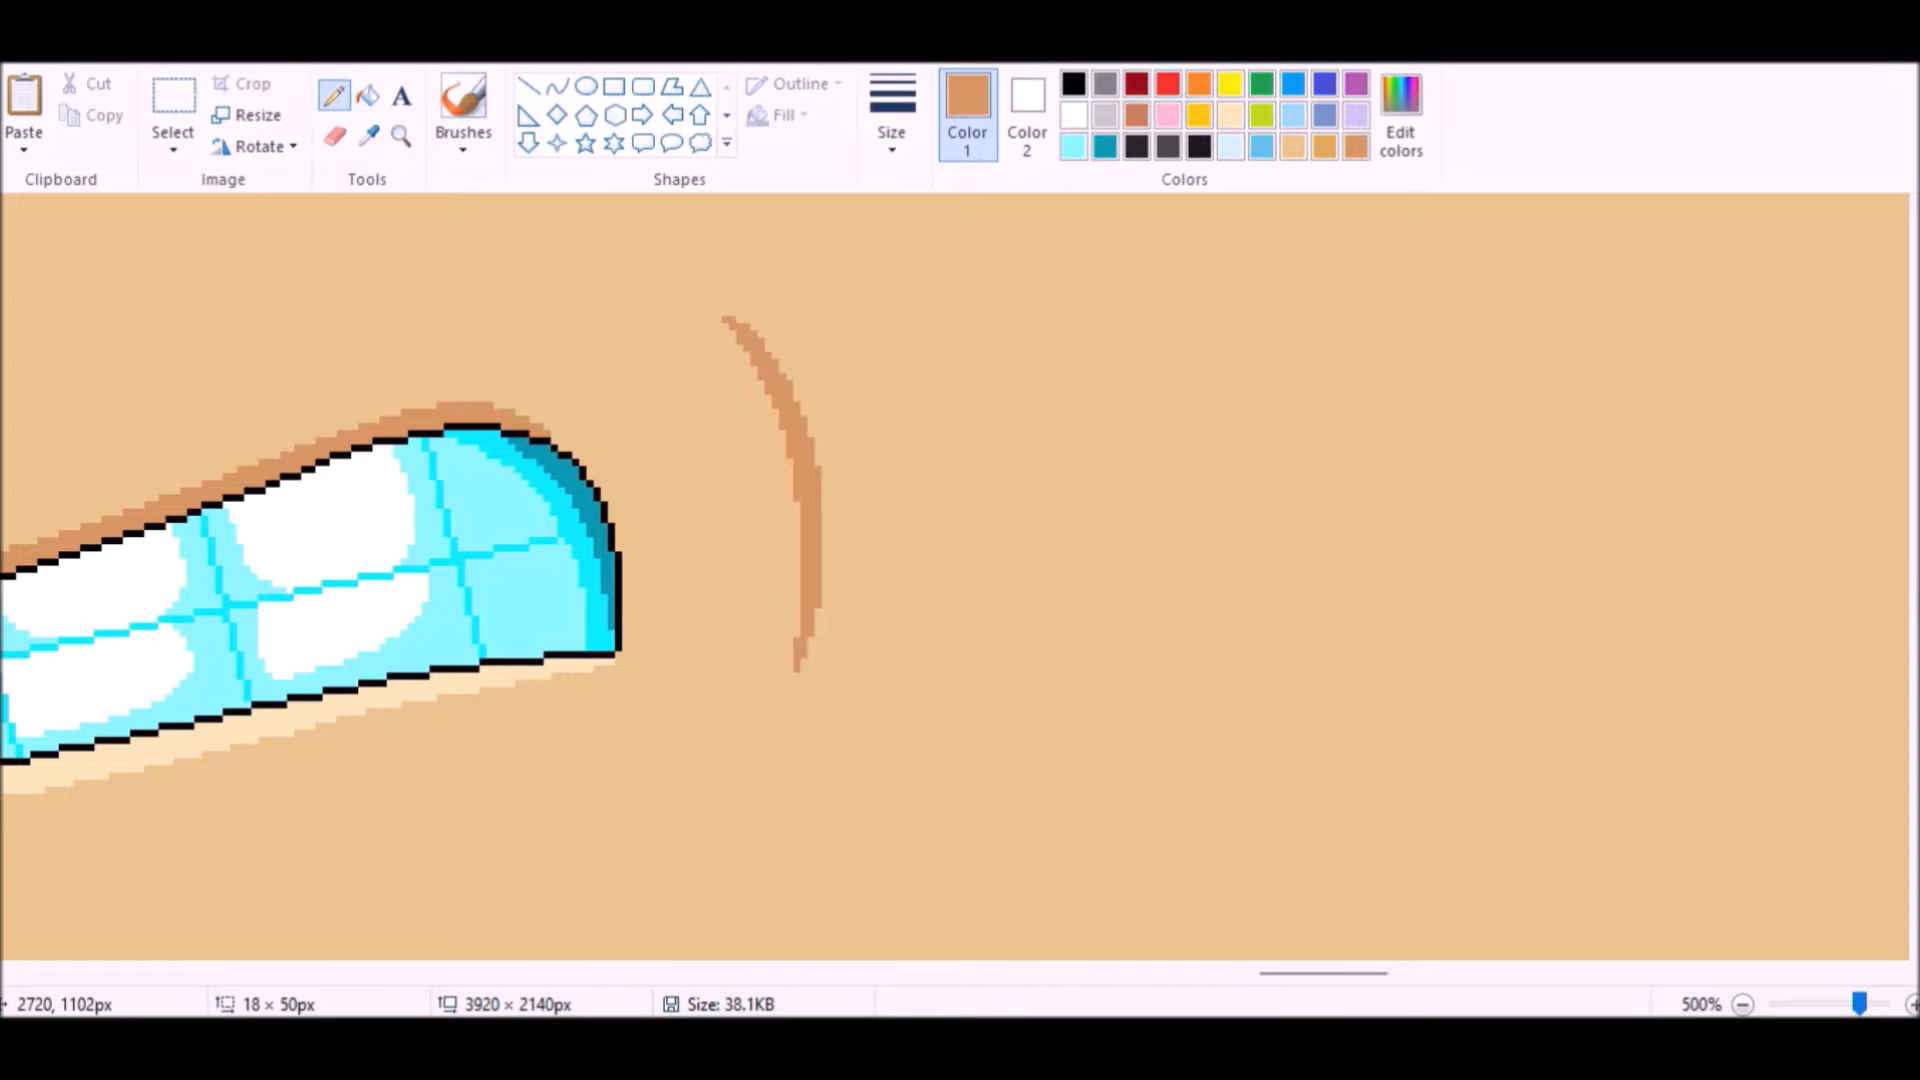 Cut
Crop
Outline
Copy
Resize
Fill
Paste
Select
Rotate
A
Brushes
Size
Color
1
Color
2
Edit
colors
Clipboard
Image
Tools
Shapes
Colors
2720, 1102px
18 × 50px
3920 × 2140px
Size: 38.1KB
500%